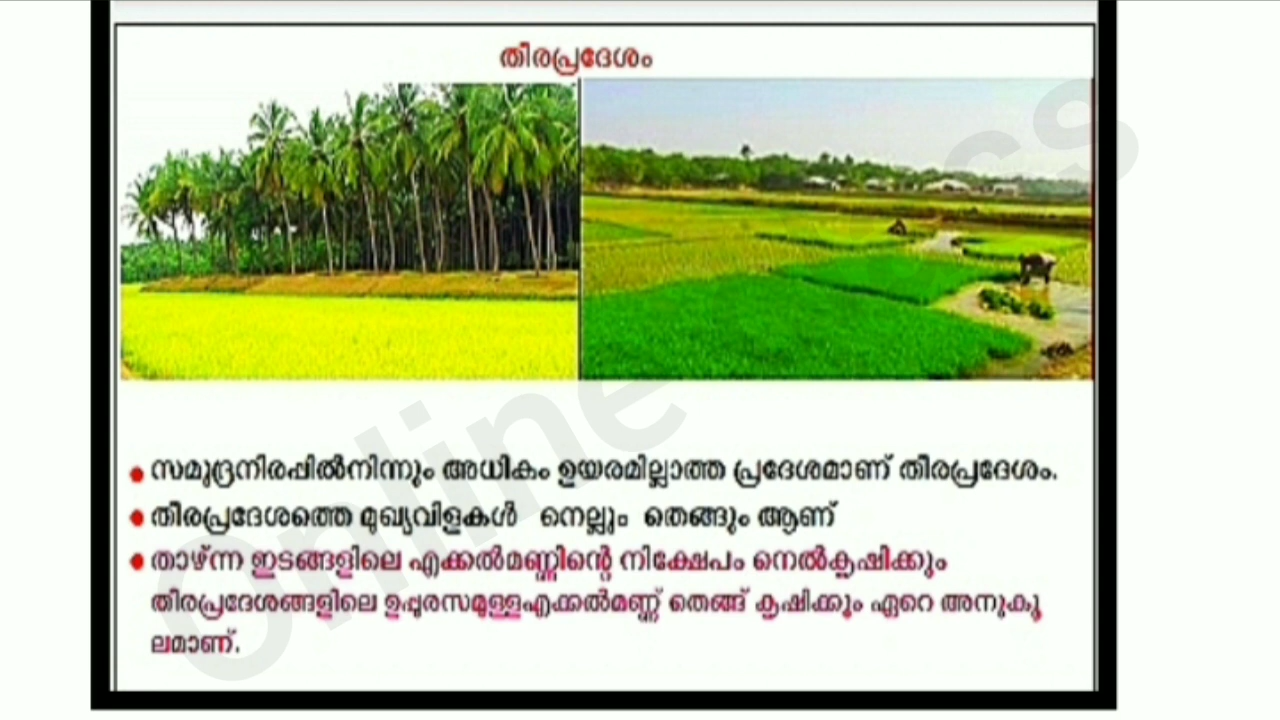 തീരപ്രദേശം
സമുദ്രനിരപ്പിൽനിന്നും അധികം ഉയരമില്ലാത്ത പ്രദേശമാണ് തീരപ്രദേശം.
തീരപ്രദേശത്തെ മുഖ്യവിളകൾ നെല്ലും തെങ്ങും ആണ്
താഴ്ന്ന ഇടങ്ങളിലെ എക്കൽമണ്ണിന്റെ നിക്ഷേപം നെൽകൃഷിക്കും
തീരപ്രദേശങ്ങളിലെ ഉപ്പുരസമുള്ളഎക്കൽമണ്ണ് തെങ്ങ് കൃഷിക്കും ഏറെ അനുകൂ
ലമാണ്.
Online